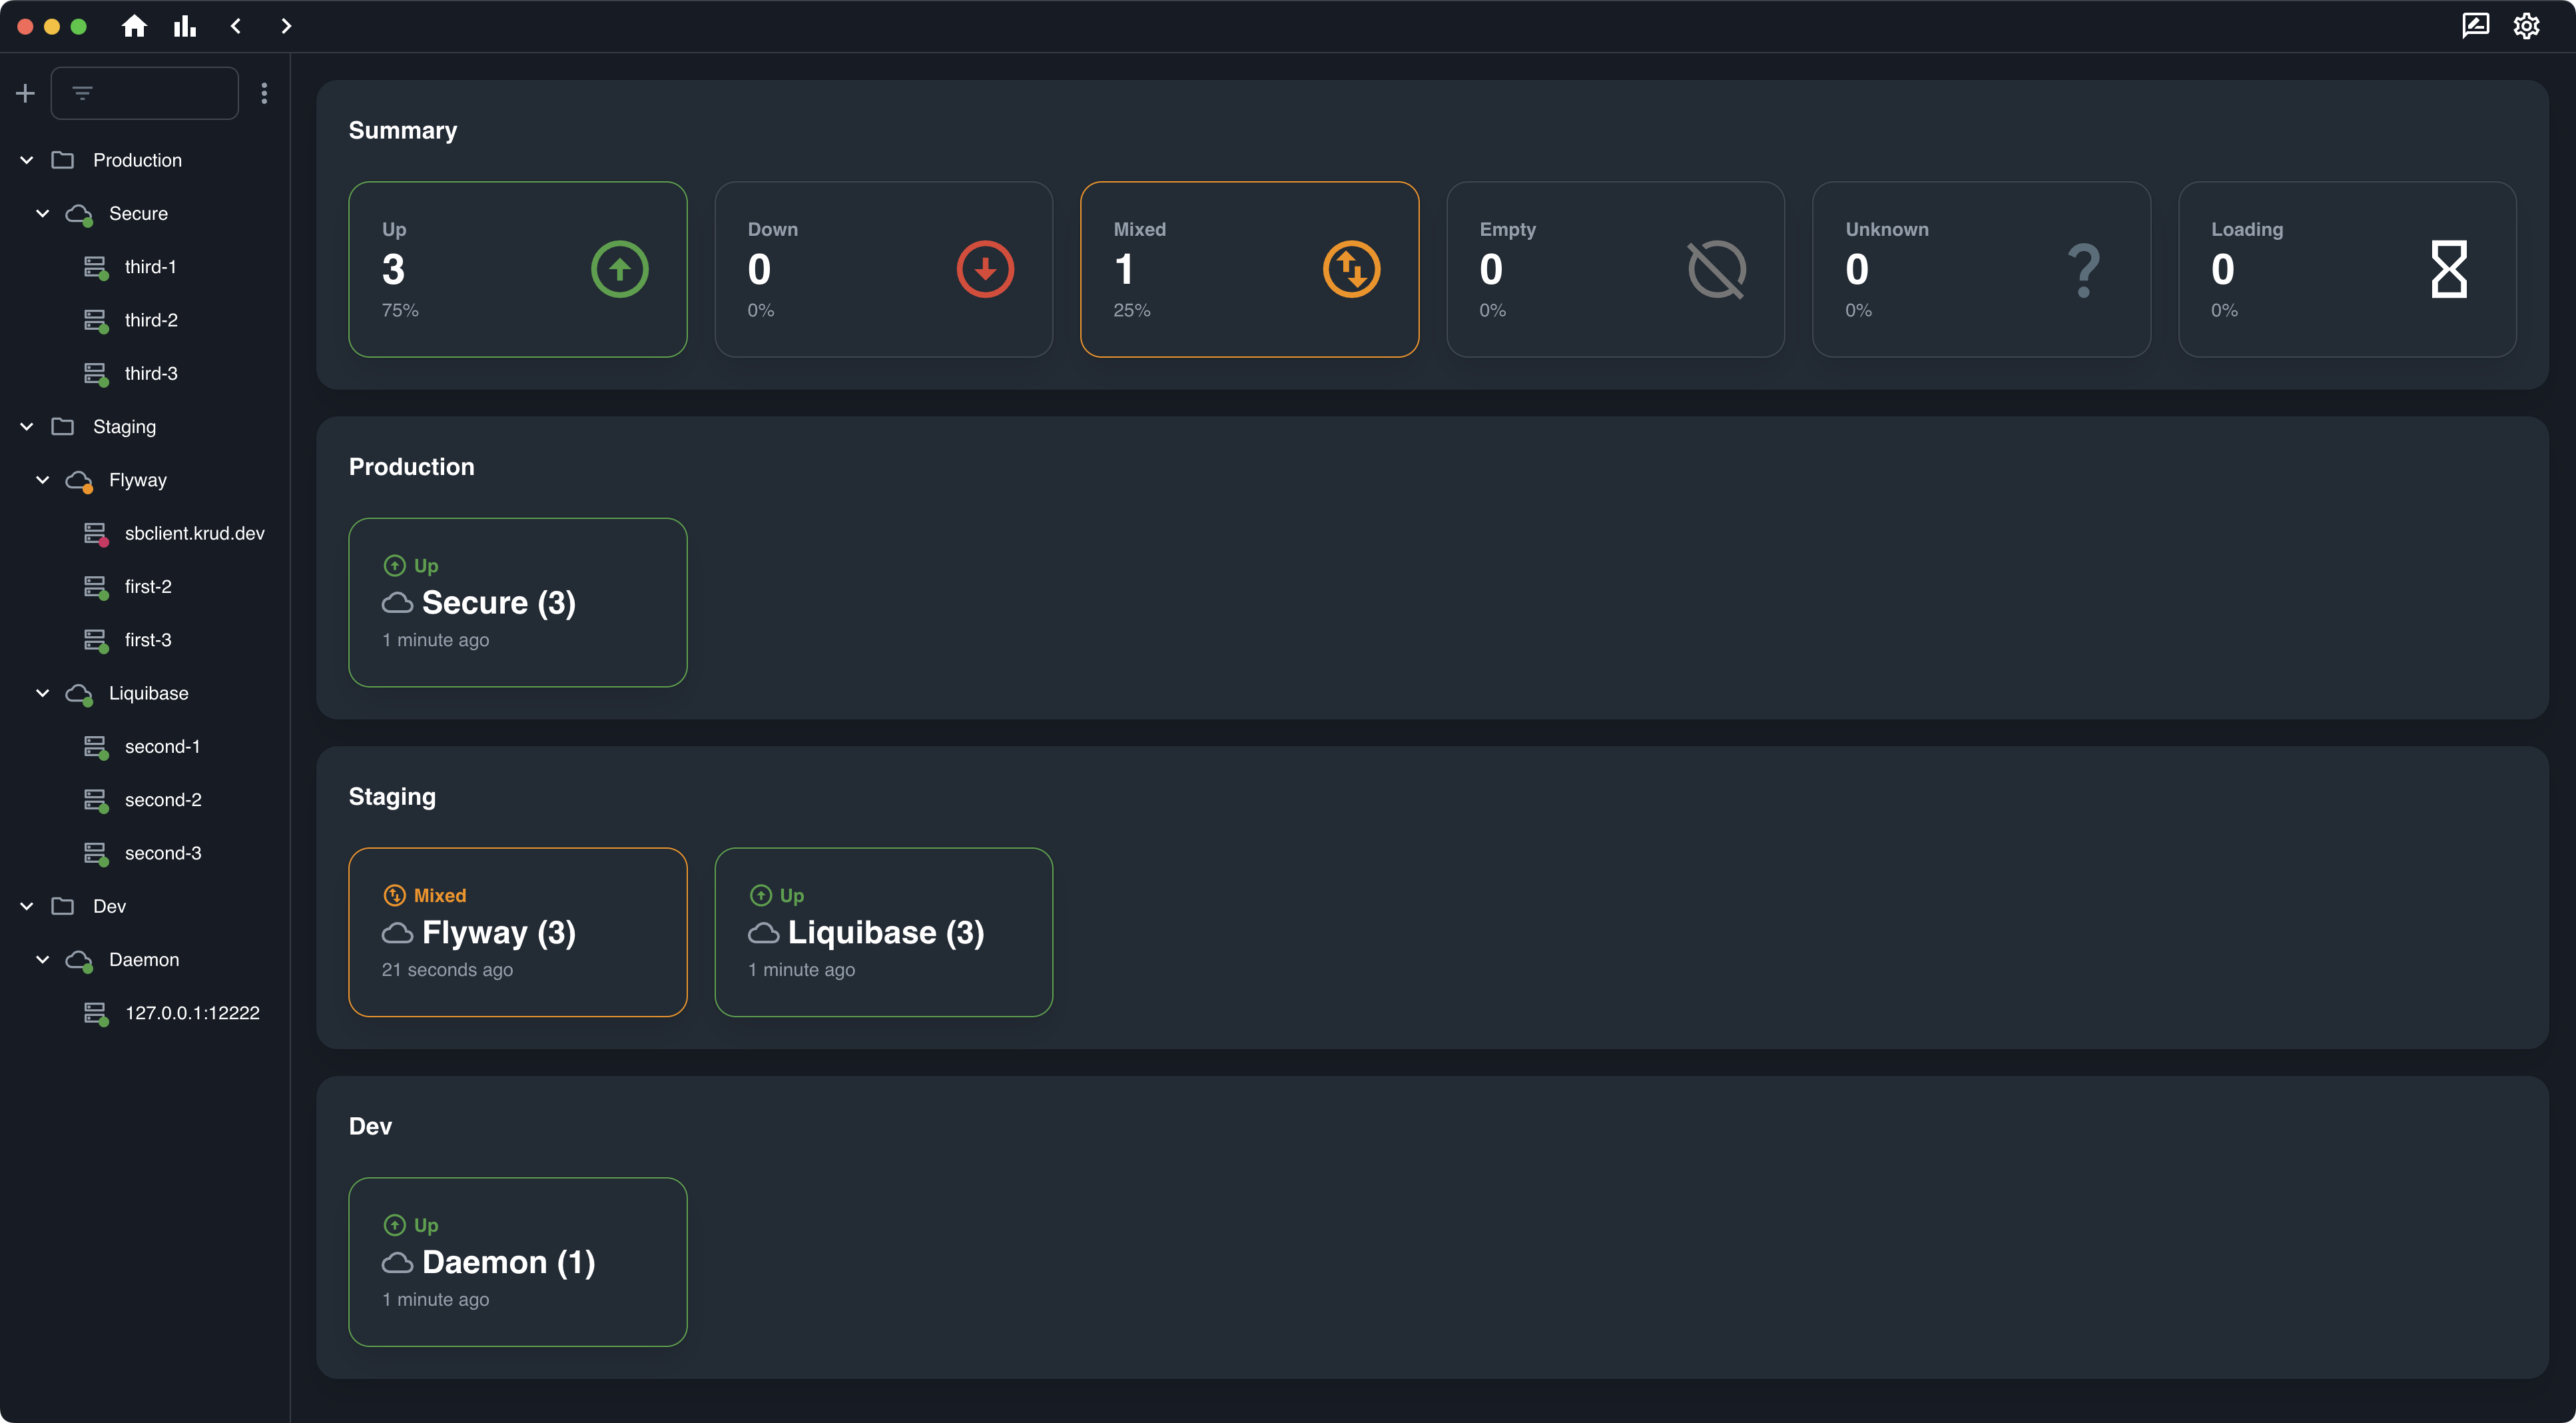 Production
Secure
third-1
third-2
third-3
Staging
Flyway
sbclient.krud.dev
first-2
first-3
Liquibase
second-1
second-2
second-3
Dev
Daemon
127.0.0.1:12222
Summary
Up
3
75%
Down
0
0%
Mixed
1
25%
Empty
0
0%
Unknown
0
0%
Loading
0
0%
Production
Up
Secure (3)
1 minute ago
Staging
Mixed
Flyway (3)
21 seconds ago
Up
Liquibase (3)
1 minute ago
Dev
Up
Daemon (1)
1 minute ago